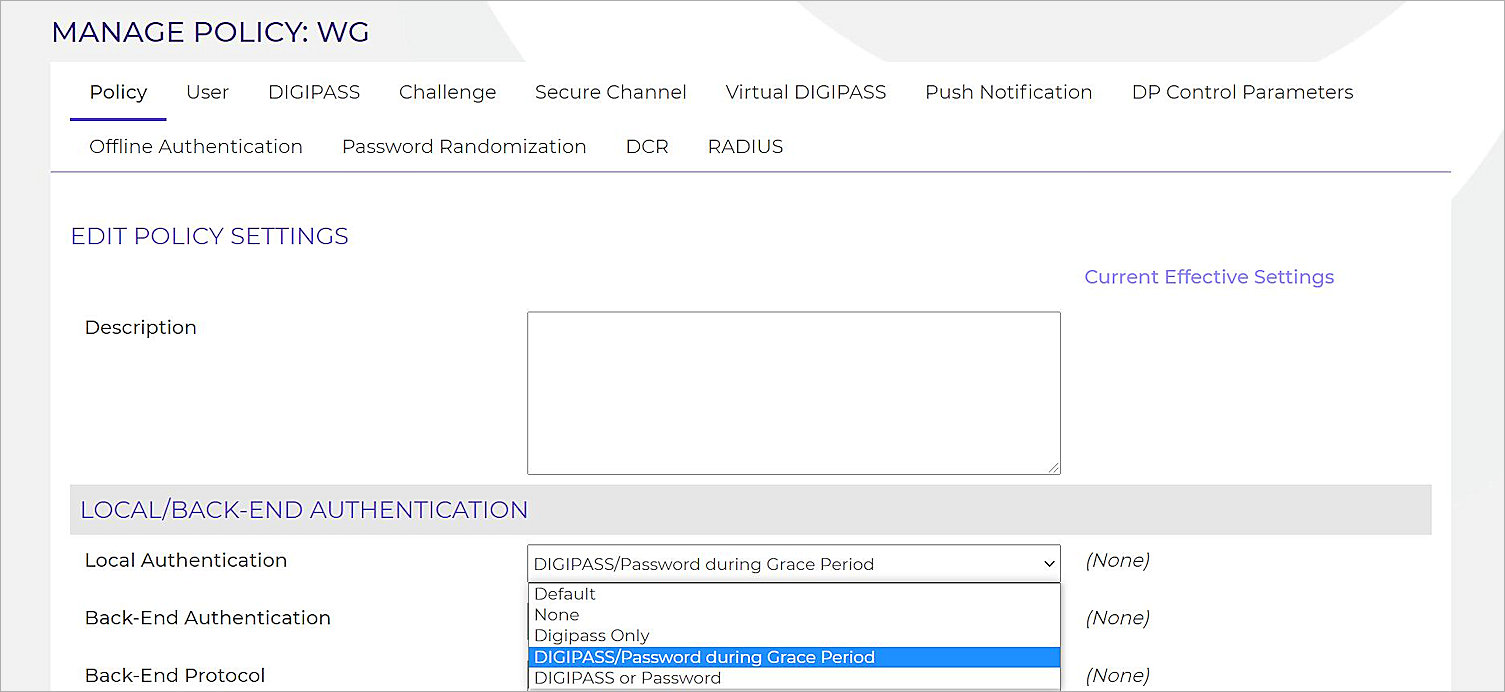 MANAGE POLICY: WG
Policy User DIGIPASS Challenge Secure Channel Virtual DIGIPASS Push Notification DP Control Parameters
Offline Authentication Password Randomization DCR RADIUS
EDIT POLICY SETTINGS
Current Effective Settings
Description
LOCAL/BACK-END AUTHENTICATION
Local Authentication DIGIPASS/Password during Grace Period (None)
Default
None
Back-End Authentication (None)
Digipass Only
DIGIPASS/Password during Grace Period
Back-End Protocol DIGIPASS or Password (None)